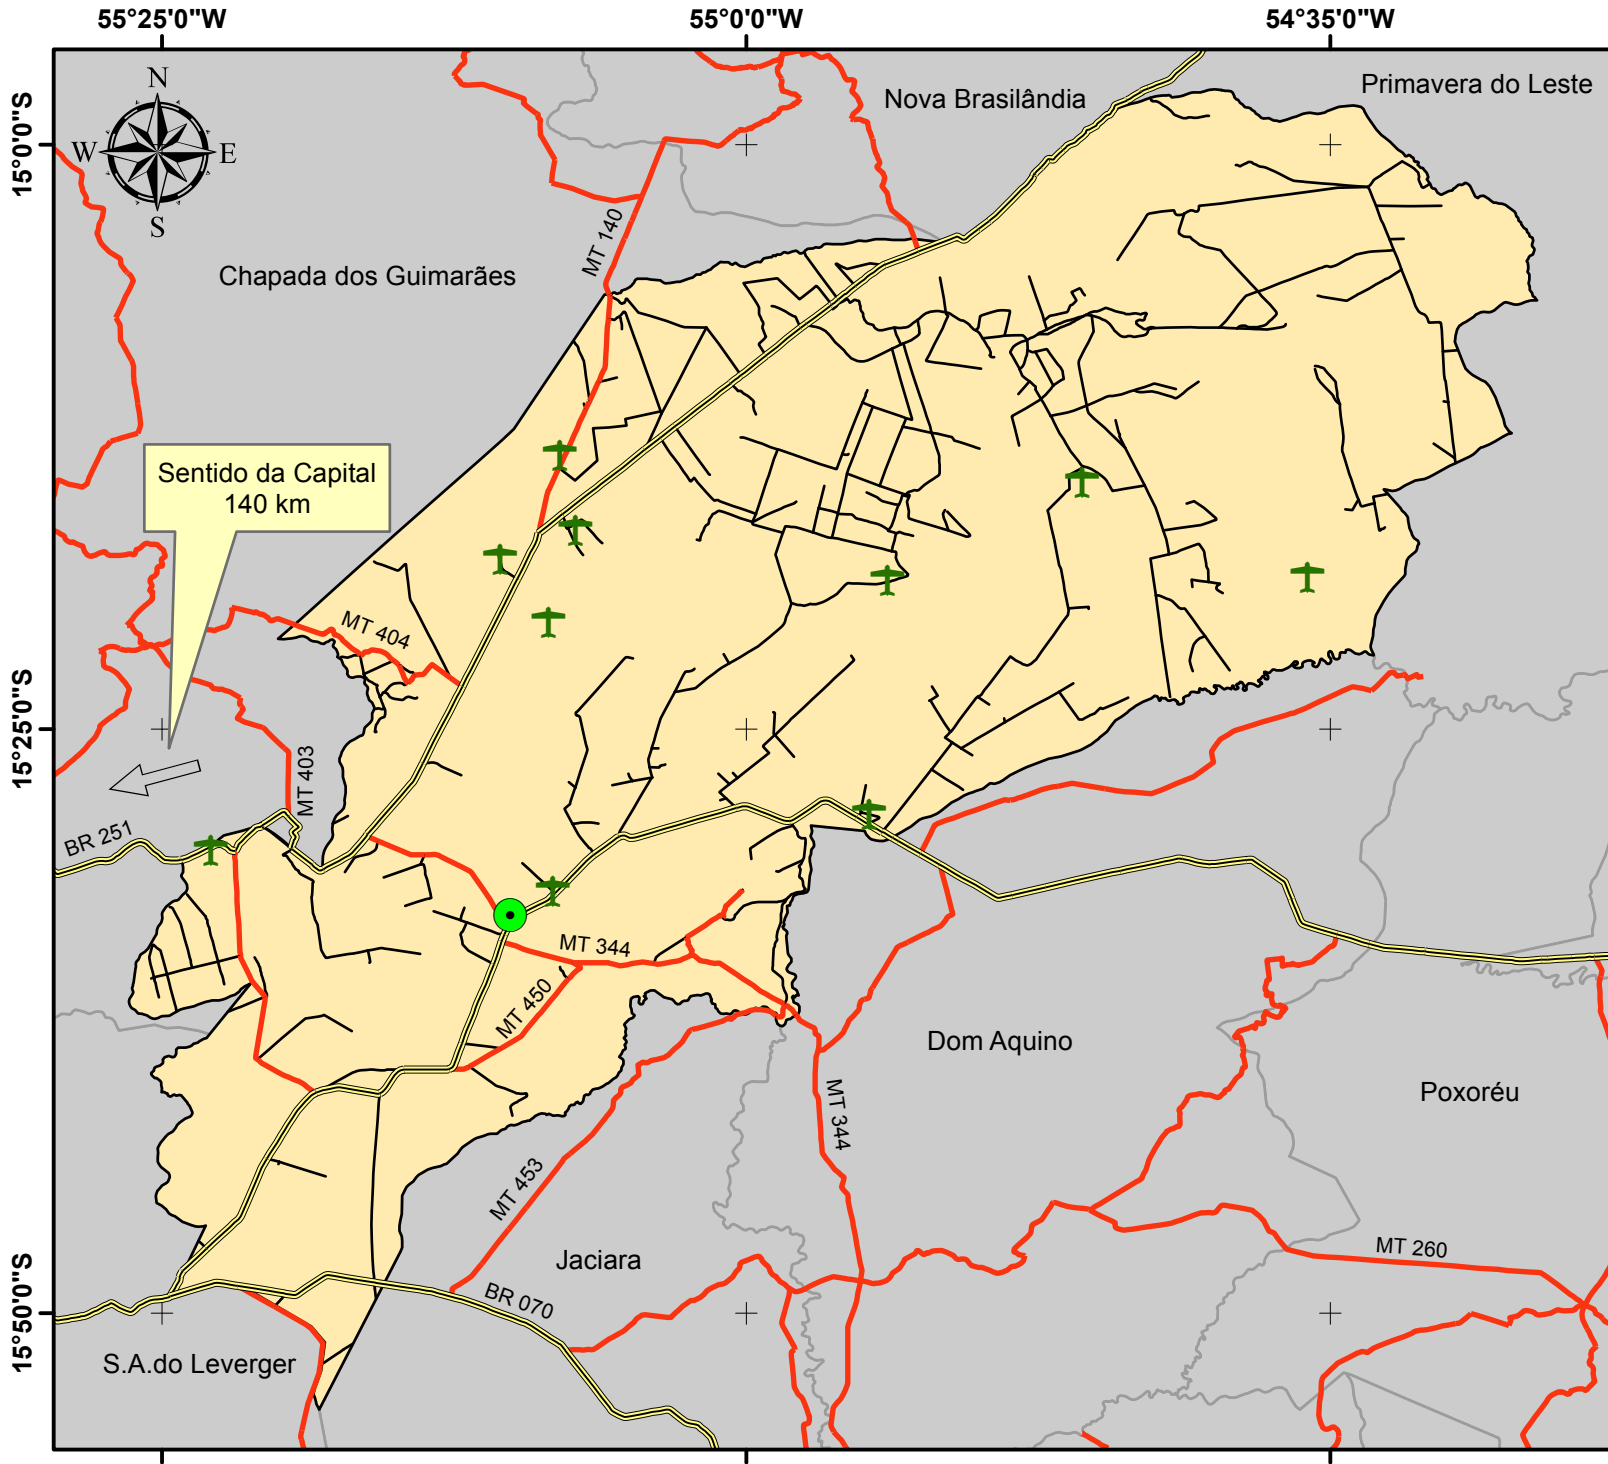 55°25'0"W
55°0'0"W
54°35'0"W
15°0'0"S
15°25'0"S
15°50'0"S
N
W
E
S
Nova Brasilândia
Primavera do Leste
Chapada dos Guimarães
MT 140
Sentido da Capital
140 km
MT 404
MT 403
BR 251
MT 344
MT 450
Dom Aquino
Poxoréu
MT 344
MT 453
Jaciara
MT 260
BR 070
S.A.do Leverger